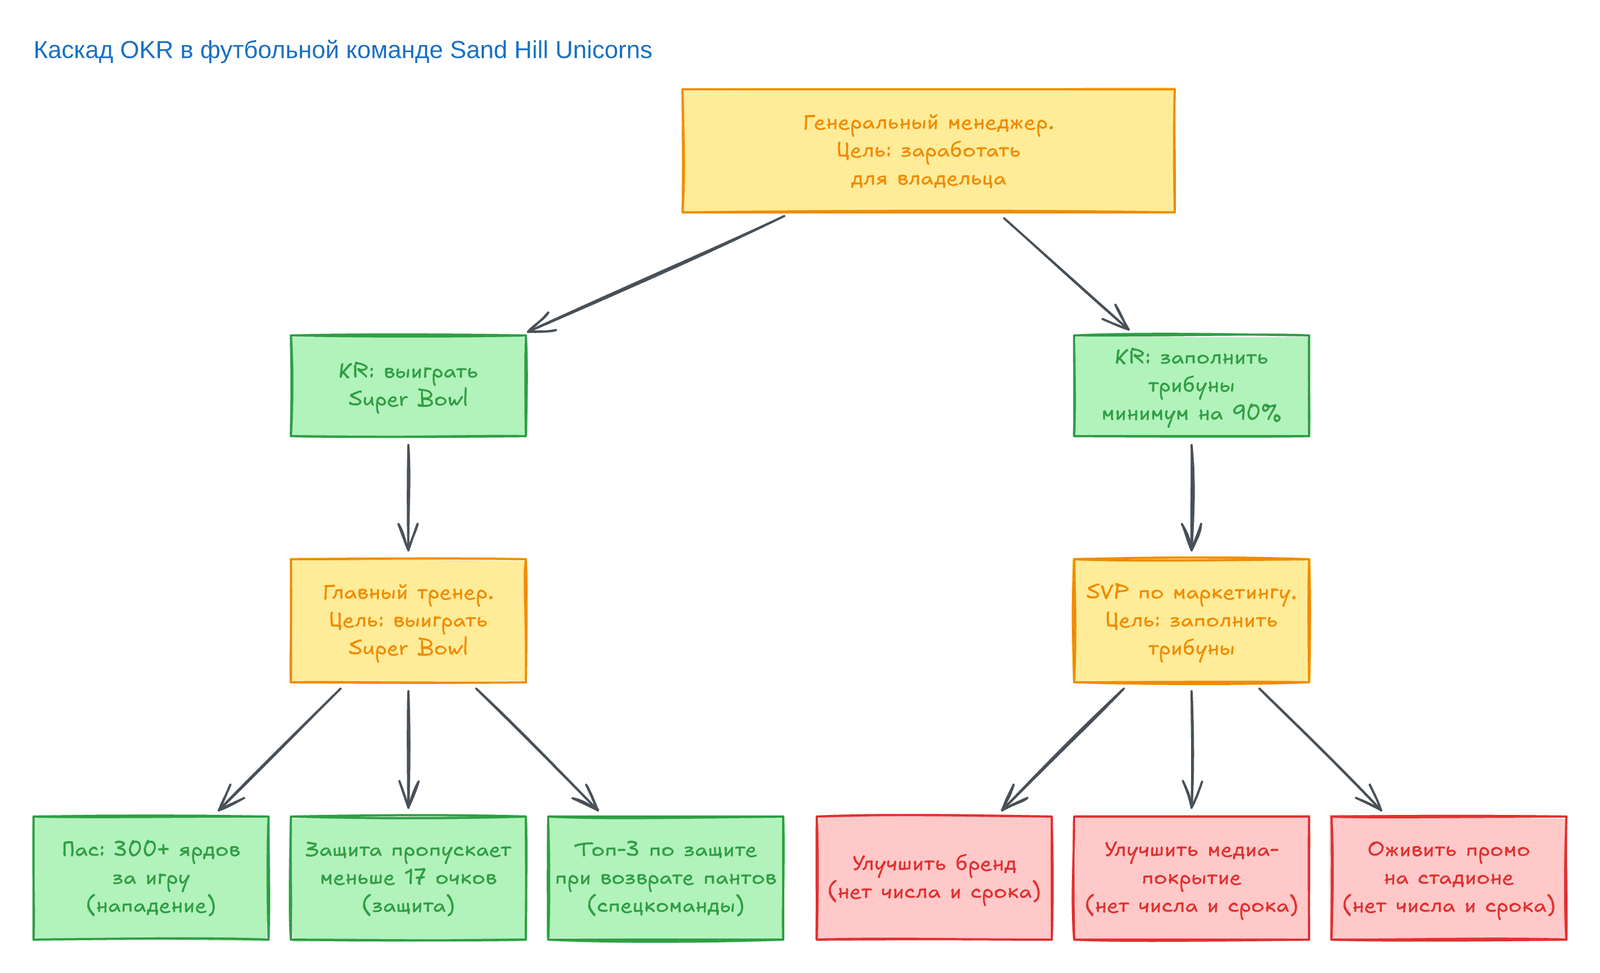 Каскад OKR в футбольной команде Sand Hill Unicorns
Генеральный менеджер.
Цель: заработать
для владельца
KR: выиграть
Super Bowl
KR: заполнить
трибуны
минимум на 90%
Главный тренер.
Цель: выиграть
Super Bowl
SVP по маркетингу.
Цель: заполнить
трибуны
Пас: 300+ ярдов
за игру
(нападение)
Защита пропускает
меньше 17 очков
(защита)
Топ-3 по защите
при возврате пантов
(спецкоманды)
Улучшить бренд
(нет числа и срока)
Улучшить медиа-
покрытие
(нет числа и срока)
Оживить промо
на стадионе
(нет числа и срока)